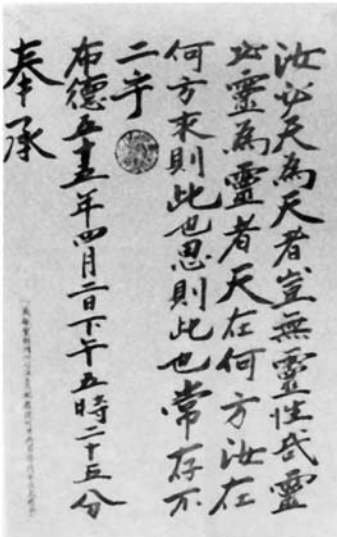 汝必天為天者豈無靈性哉靈
必靈為靈者天在何方汝在
何方求則此也思則此也常存不
二乎
布德五十五年四月二日下午五時二十五分
奉承